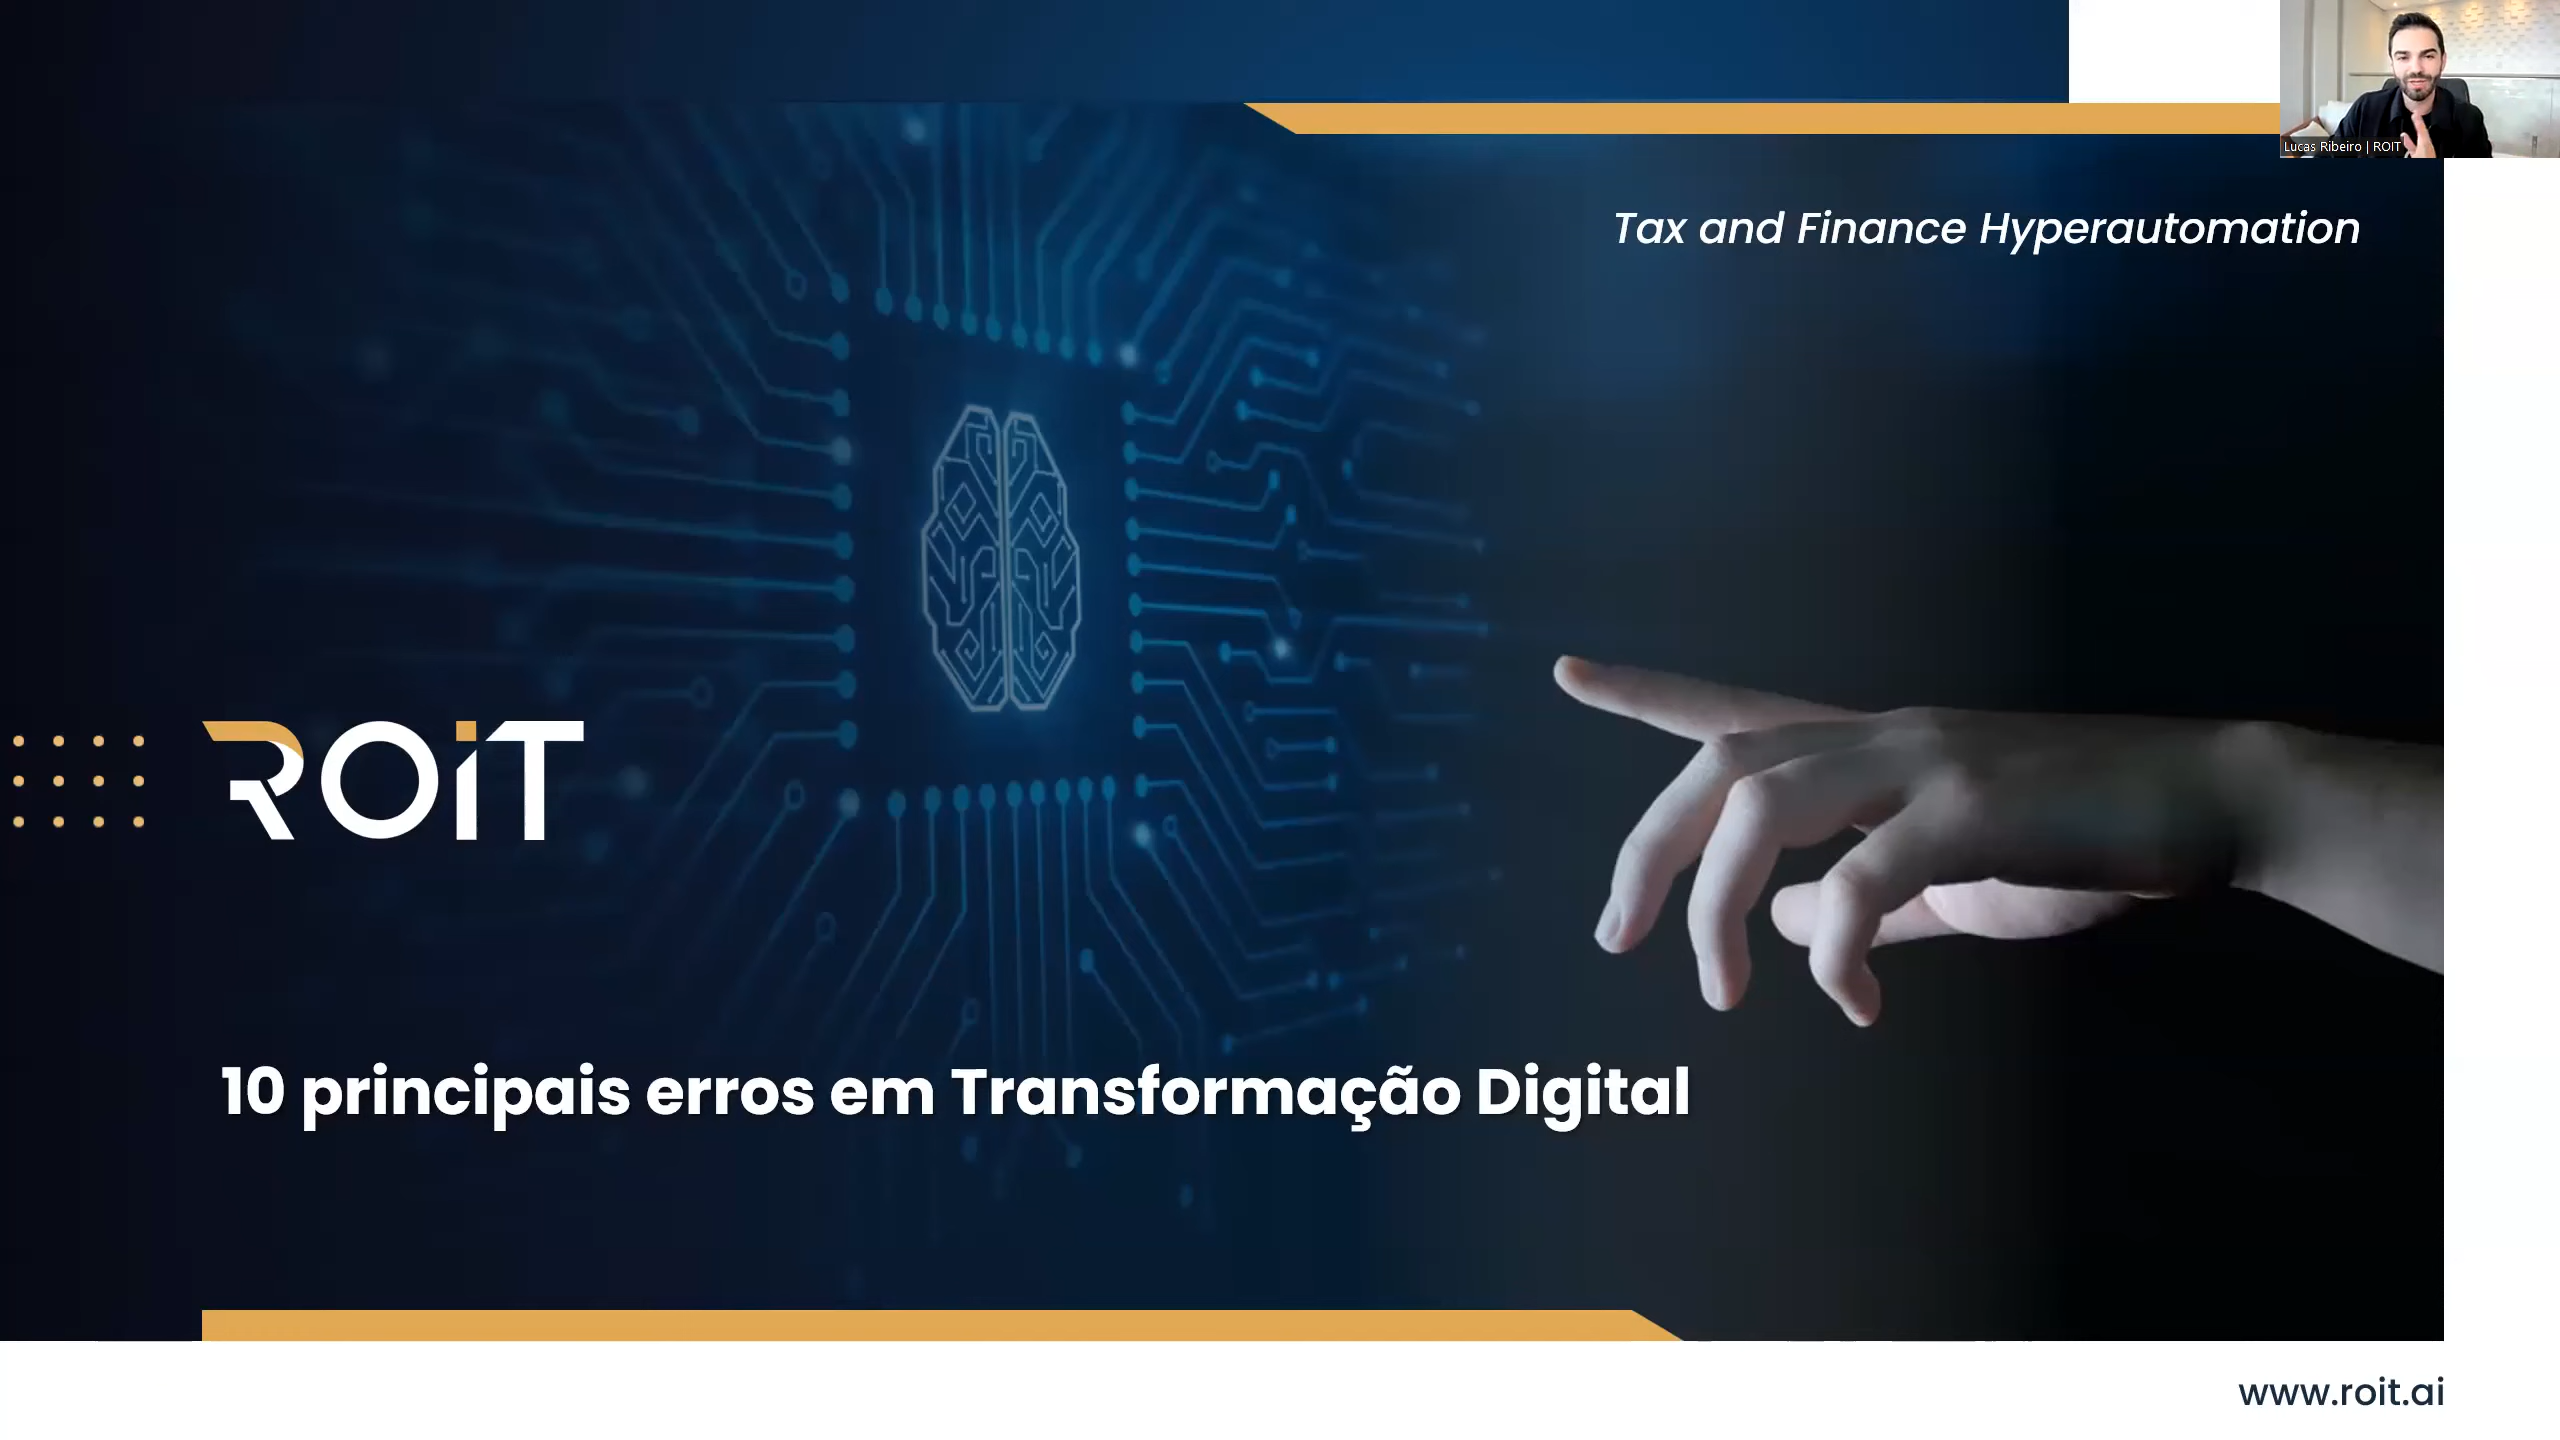 Lucas Ribeiro | ROIT
Tax and Finance Hyperautomation
ROiT
10 principais erros em Transformação Digital
www.roit.ai